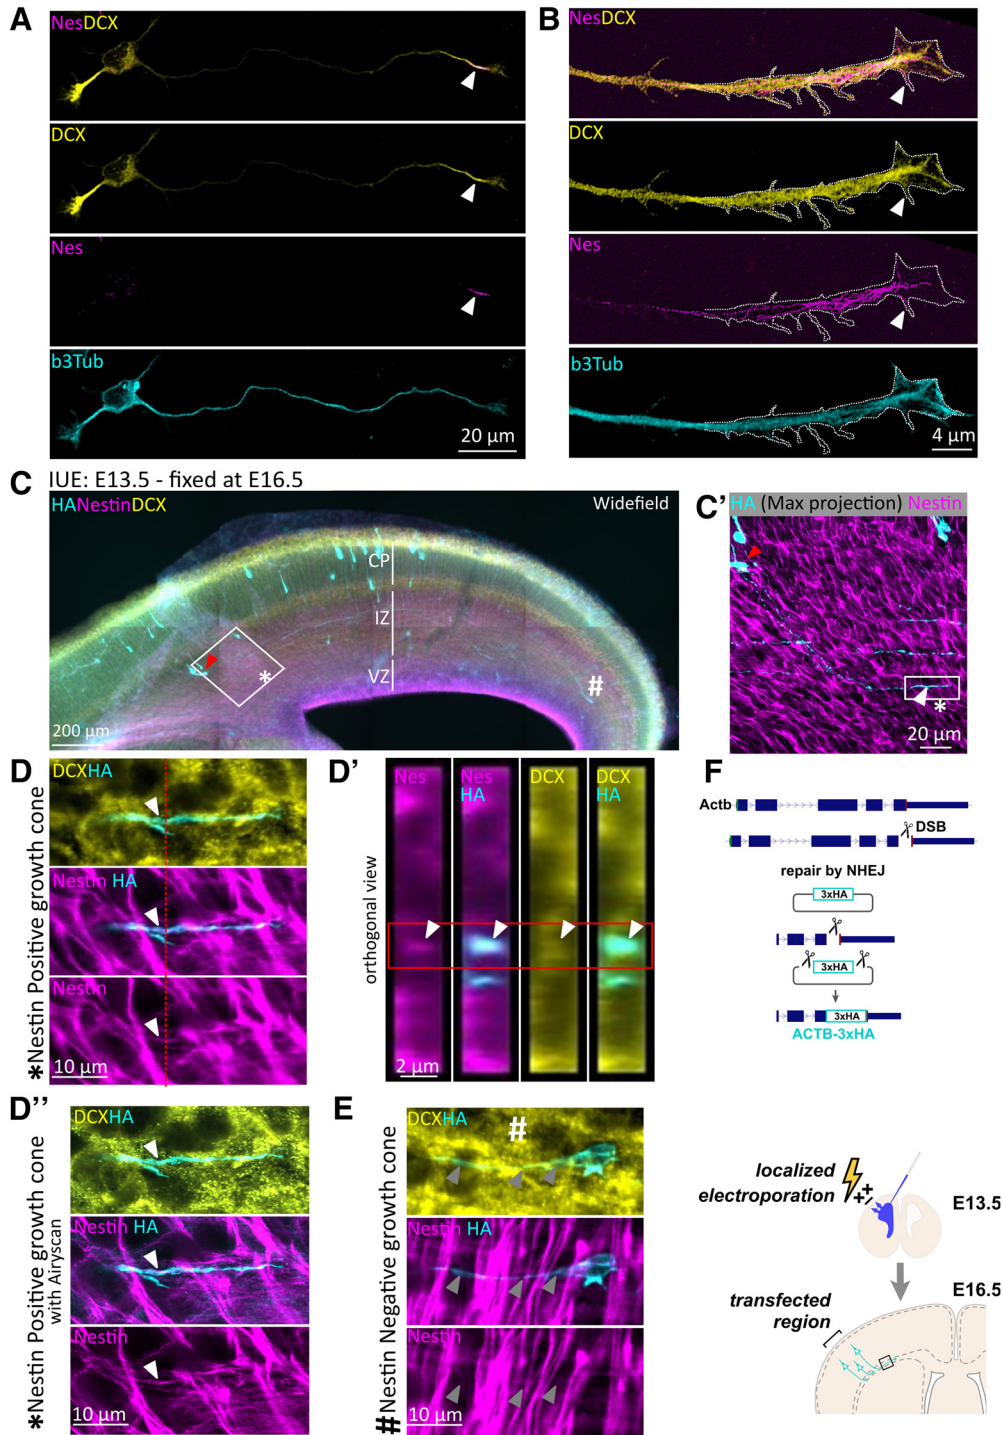 A
NesDCX
DCX
Nes
b3Tub
20 µm
B
NesDCX
DCX
Nes
b3Tub
4 µm
C
IUE: E13.5 - fixed at E16.5
HANestinDCX
Widefield
CP
IZ
VZ
*
#
200 µm
C’
HA (Max projection) Nestin
*
20 µm
D
*Nestin Positive growth cone
DCXHA
Nestin HA
Nestin
10 µm
D’
orthogonal view
Nes
Nes
HA
DCX
DCX
HA
2 µm
D’’
*Nestin Positive growth cone
with Airyscan
DCXHA
Nestin HA
Nestin
10 µm
E
#Nestin Negative growth cone
DCXHA
#
Nestin HA
Nestin
10 µm
F
Actb
DSB
repair by NHEJ
3xHA
3xHA
3xHA
ACTB-3xHA
localized
electroporation
++
E13.5
E16.5
transfected
region